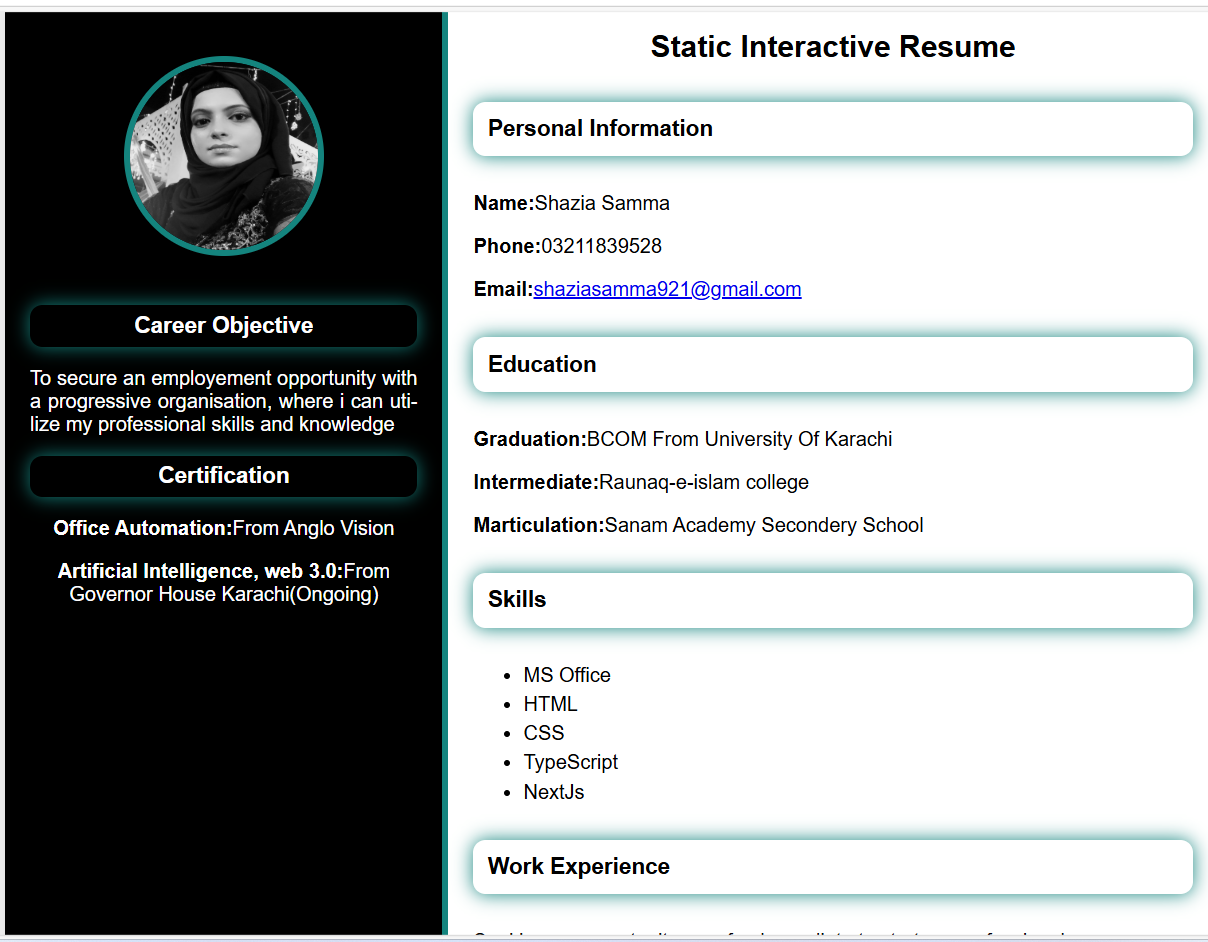 Career Objective
To secure an employement opportunity with
a progressive organisation, where i can uti-
lize my professional skills and knowledge
Certification
Office Automation:From Anglo Vision
Artificial Intelligence, web 3.0:From
Governor House Karachi(Ongoing)
Static Interactive Resume
Personal Information
Name:Shazia Samma
Phone:03211839528
Email:shaziasamma921@gmail.com
Education
Graduation:BCOM From University Of Karachi
Intermediate:Raunaq-e-islam college
Marticulation:Sanam Academy Secondery School
Skills
• MS Office
• HTML
• CSS
• TypeScript
• NextJs
Work Experience